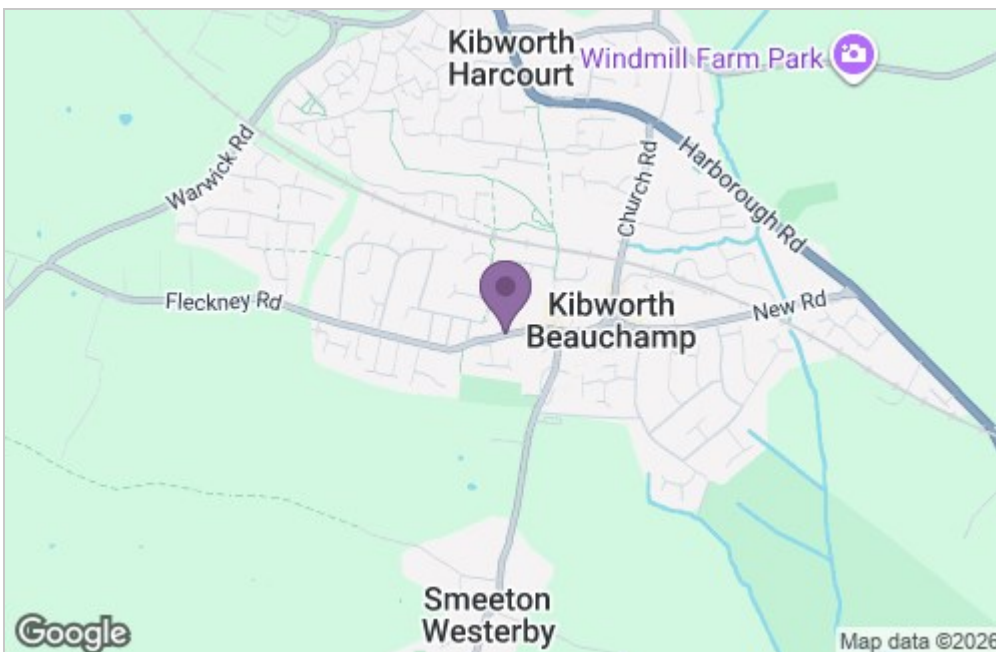 Kibworth
Harcourt
Windmill Farm Park
Warwick Rd
Church Rd
Harborough Rd
Fleckney Rd
Kibworth
Beauchamp
New Rd
Smeeton
Westerby
Google
Map data ©2026